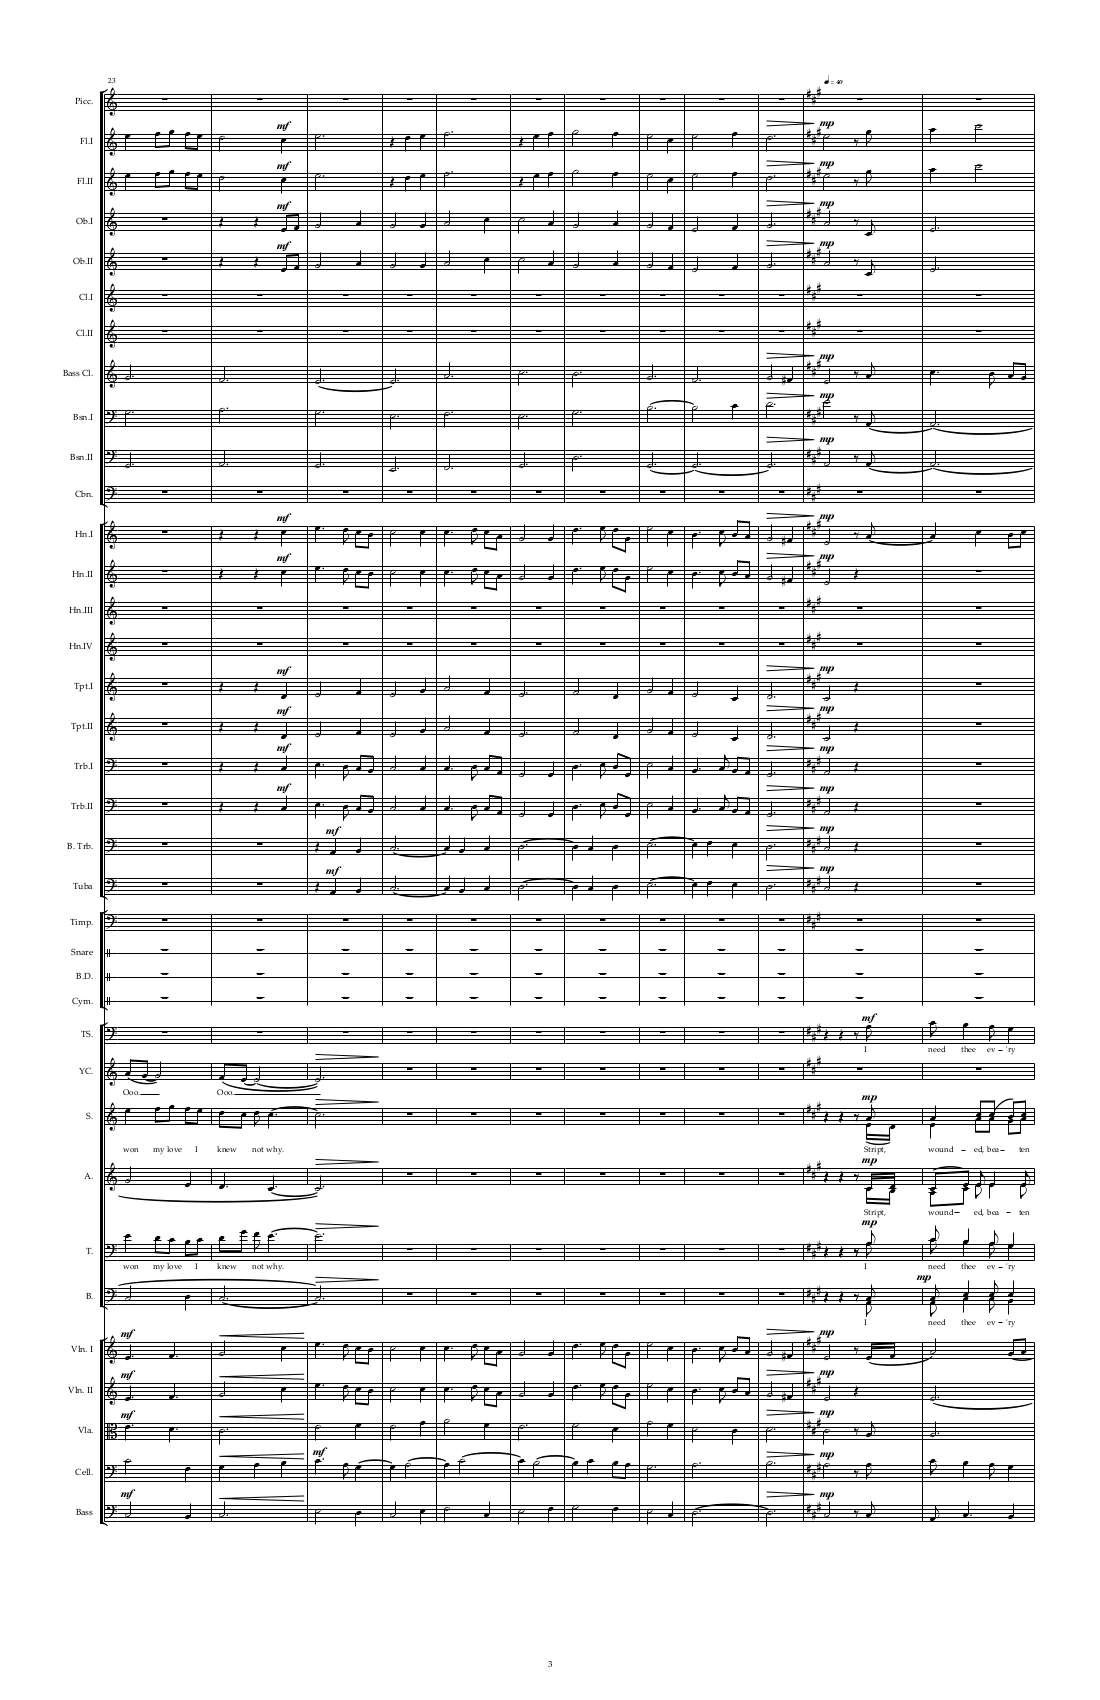 23
Picc.
Fl.I
mf
mp
Fl.II
mf
mp
Ob.I
mf
mp
Ob.II
mf
mp
Cl.I
Cl.II
Bass Cl.
mp
Bsn.I
mp
Bsn.II
mp
Cbn.
Hn.I
mf
mp
Hn.II
mf
mp
Hn.III
Hn.IV
Tpt.I
mf
mp
Tpt.II
mf
mp
Trb.I
mf
mp
Trb.II
mf
mp
B. Trb.
mf
mp
Tuba
mf
mp
Timp.
Snare
B.D.
Cym.
TS.
mf
I need thee ev - 'ry
YC.
Ooo. Ooo.
S.
mp
won my love I knew not why. Stript, wound - ed, bea - ten
A.
mp
Stript, wound - ed, bea - ten
T.
mp
won my love I knew not why. I need thee ev - 'ry
B.
mp
I need thee ev - 'ry
Vln. I
mf
mp
Vln. II
mf
mp
Vla.
mf
mp
Cell.
mf
mp
Bass
mf
mp
3